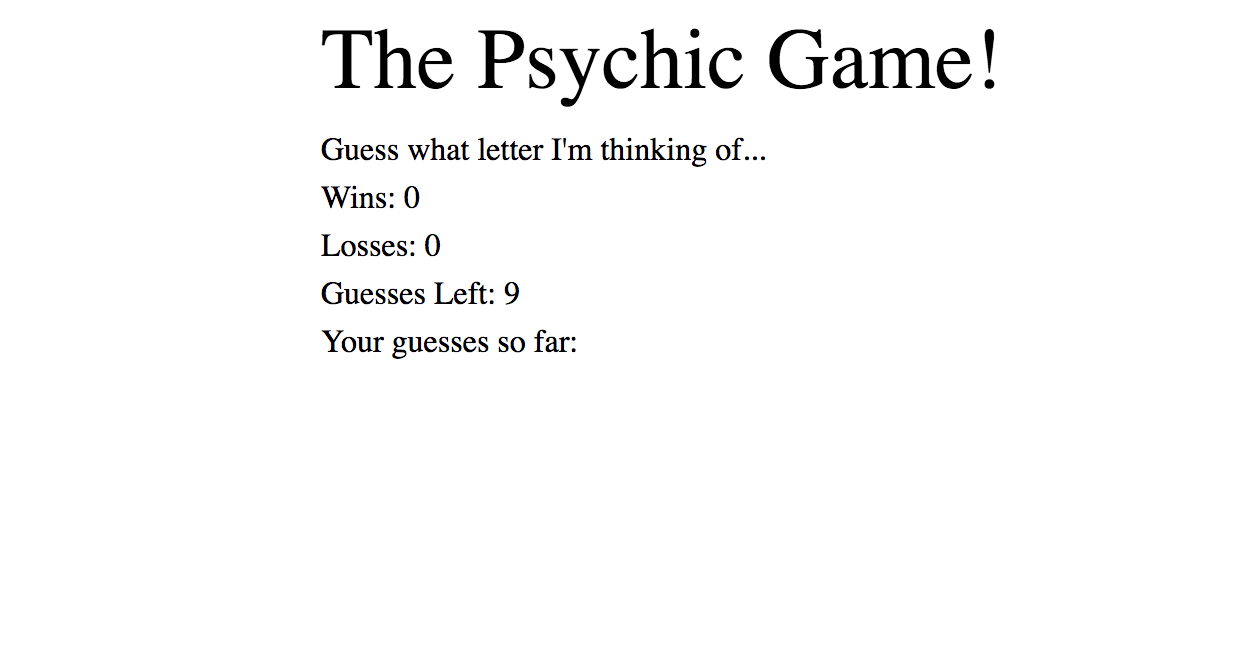 The Psychic Game!
Guess what letter I'm thinking of...
Wins: 0
Losses: 0
Guesses Left: 9
Your guesses so far: